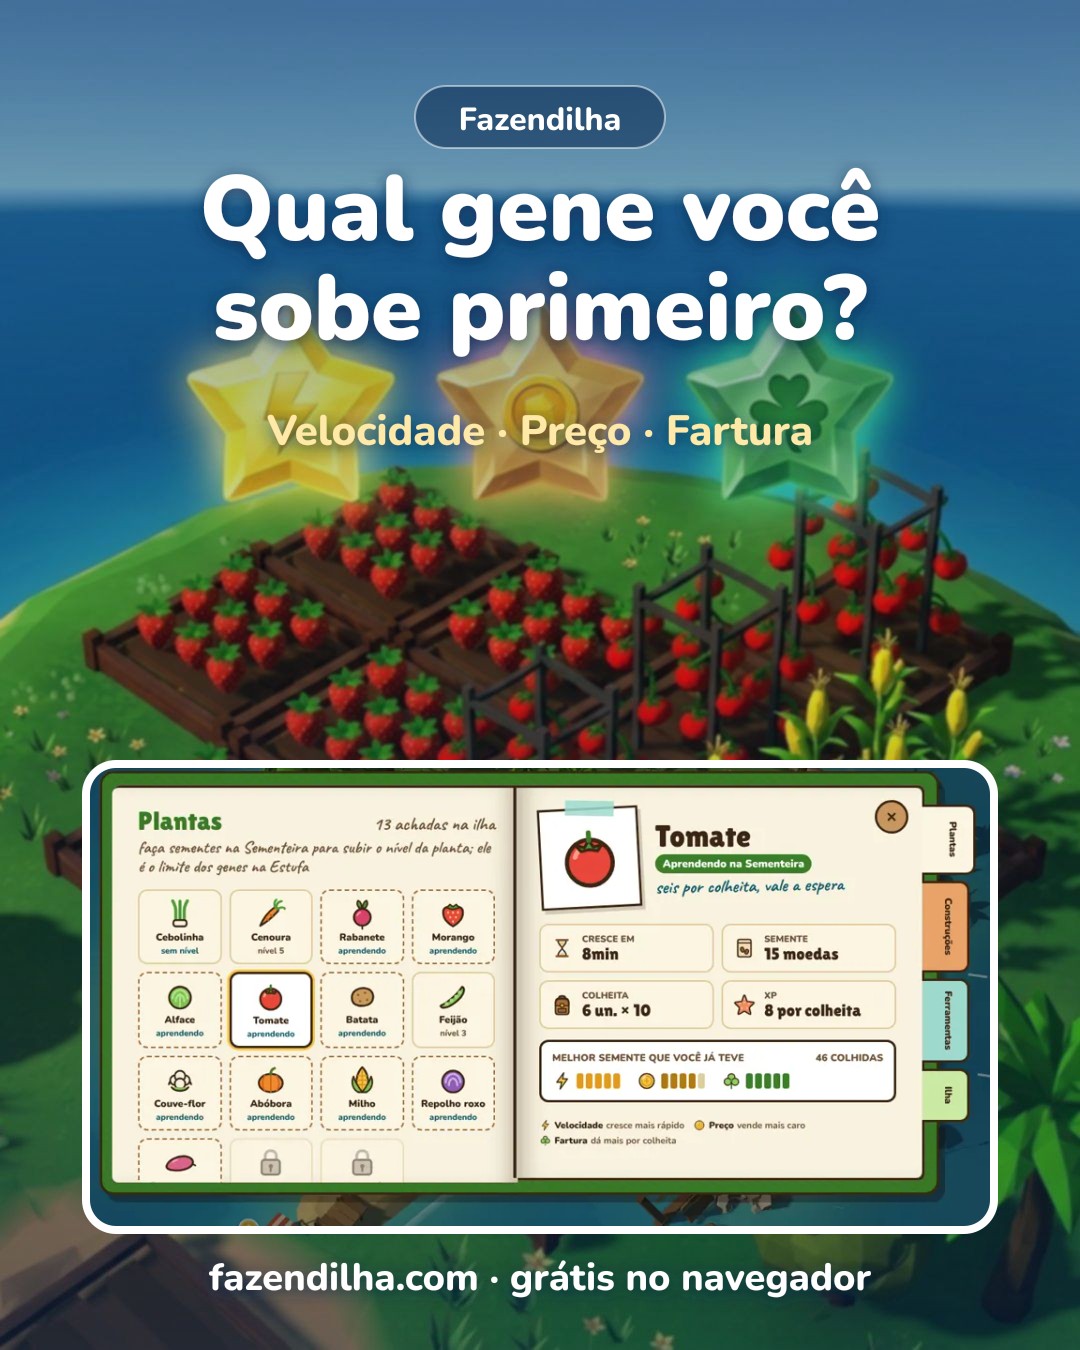 Fazendilha
Qual gene você
sobe primeiro?
Velocidade · Preço · Fartura
Plantas
13 achadas na ilha
faça sementes na Sementeira para subir o nível da planta; ele
é o limite dos genes na Estufa
Cebolinha
sem nível
Cenoura
nível 5
Rabanete
aprendendo
Morango
aprendendo
Alface
aprendendo
Tomate
aprendendo
Batata
aprendendo
Feijão
nível 3
Couve-flor
aprendendo
Abóbora
aprendendo
Milho
aprendendo
Repolho roxo
aprendendo
Tomate
Aprendendo na Sementeira
seis por colheita, vale a espera
×
CRESCE EM
8min
SEMENTE
15 moedas
COLHEITA
6 un. × 10
XP
8 por colheita
MELHOR SEMENTE QUE VOCÊ JÁ TEVE
46 COLHIDAS
Velocidade cresce mais rápido
Preço vende mais caro
Fartura dá mais por colheita
Plantas
Construções
Ferramentas
Ilha
fazendilha.com · grátis no navegador